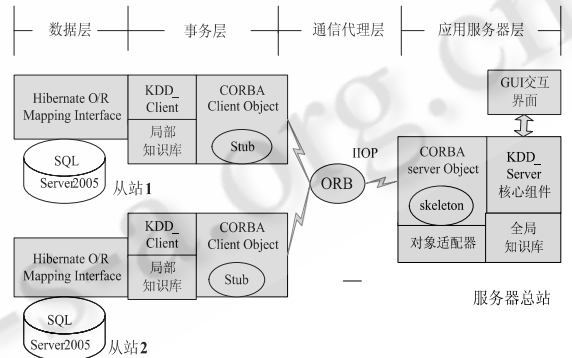 数据层 事务层 通信代理层 应用服务器层
GUI交互
界面
Hibernate O/R
Mapping Interface
KDD_
Client
局部
知识库
CORBA
Client Object
Stub
SQL
Server2005
从站1
IIOP
ORB
CORBA
server Object
skeleton
对象适配器
KDD_
Server
核心组件
全局
知识库
Hibernate O/R
Mapping Interface
KDD_
Client
局部
知识库
CORBA
Client Object
Stub
SQL
Server2005
从站2
服务器总站